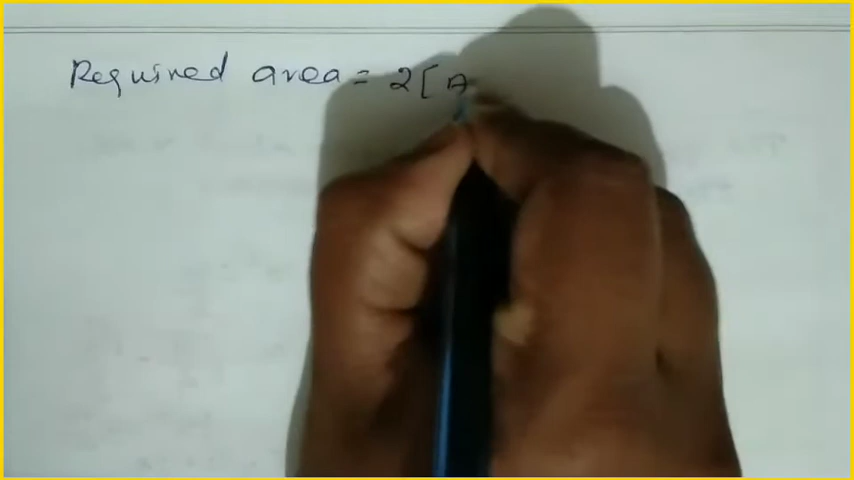 Required area = 2[ A